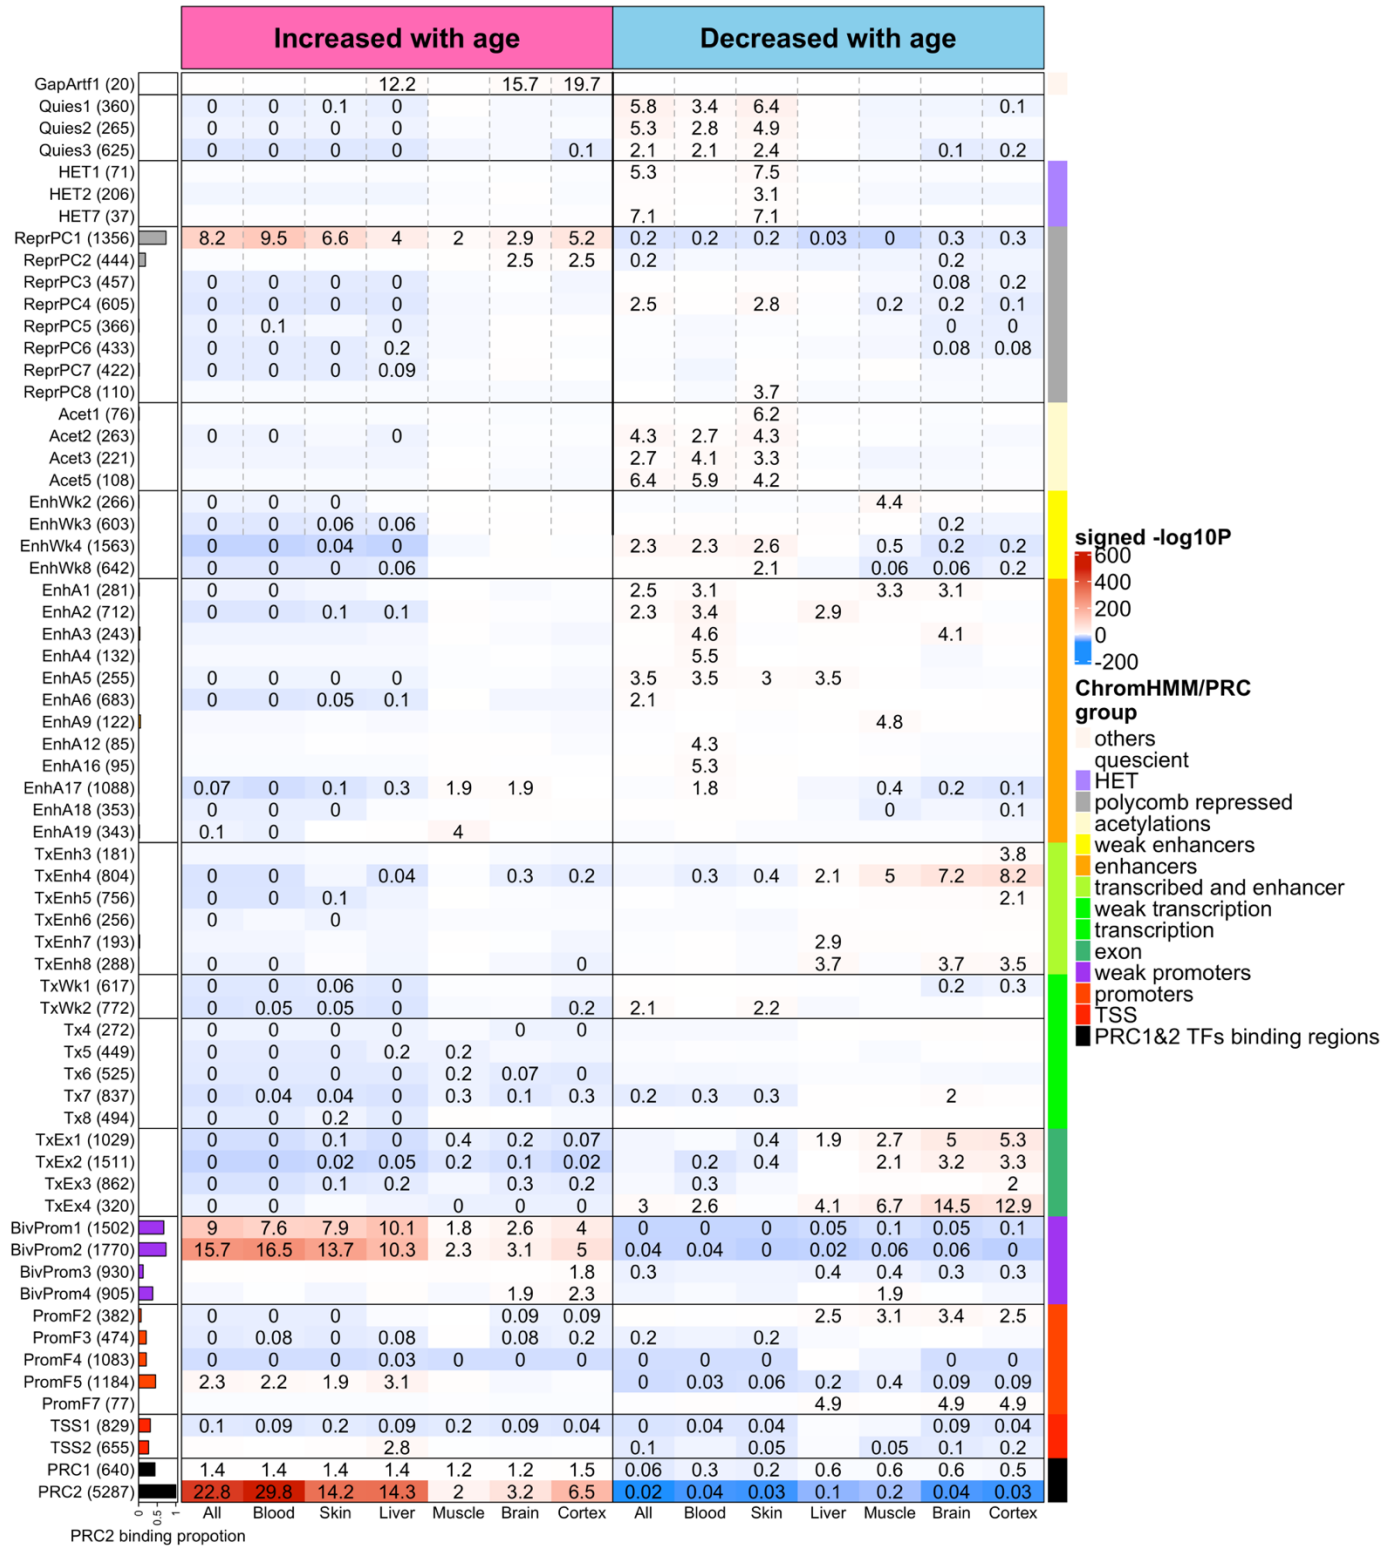 Increased with age Decreased with age
GapArtf1 (20) 12.2 15.7 19.7
Quies1 (360) 0 0 0.1 0 5.8 3.4 6.4 0.1
Quies2 (265) 0 0 0 0 5.3 2.8 4.9
Quies3 (625) 0 0 0 0 0.1 2.1 2.1 2.4 0.1 0.2
HET1 (71) 5.3 7.5
HET2 (206) 3.1
HET7 (37) 7.1 7.1
ReprPC1 (1356) 8.2 9.5 6.6 4 2 2.9 5.2 0.2 0.2 0.2 0.03 0 0.3 0.3
ReprPC2 (444) 2.5 2.5 0.2 0.2
ReprPC3 (457) 0 0 0 0 0.08 0.2
ReprPC4 (605) 0 0 0 0 2.5 2.8 0.2 0.2 0.1
ReprPC5 (366) 0 0.1 0 0 0
ReprPC6 (433) 0 0 0 0.2 0.08 0.08
ReprPC7 (422) 0 0 0 0.09
ReprPC8 (110) 3.7
Acet1 (76) 6.2
Acet2 (263) 0 0 0 4.3 2.7 4.3
Acet3 (221) 2.7 4.1 3.3
Acet5 (108) 6.4 5.9 4.2
EnhWk2 (266) 0 0 0 4.4
EnhWk3 (603) 0 0 0.06 0.06 0.2
EnhWk4 (1563) 0 0 0.04 0 2.3 2.3 2.6 0.5 0.2 0.2
EnhWk8 (642) 0 0 0 0.06 2.1 0.06 0.06 0.2
EnhA1 (281) 0 0 2.5 3.1 3.3 3.1
EnhA2 (712) 0 0 0.1 0.1 2.3 3.4 2.9
EnhA3 (243) 4.6 4.1
EnhA4 (132) 5.5
EnhA5 (255) 0 0 0 0 3.5 3.5 3 3.5
EnhA6 (683) 0 0 0.05 0.1 2.1
EnhA9 (122) 4.8
EnhA12 (85) 4.3
EnhA16 (95) 5.3
EnhA17 (1088) 0.07 0 0.1 0.3 1.9 1.9 1.8 0.4 0.2 0.1
EnhA18 (353) 0 0 0 0 0.1
EnhA19 (343) 0.1 0 4
TxEnh3 (181) 3.8
TxEnh4 (804) 0 0 0.04 0.3 0.2 0.3 0.4 2.1 5 7.2 8.2
TxEnh5 (756) 0 0 0.1 2.1
TxEnh6 (256) 0 0
TxEnh7 (193) 2.9
TxEnh8 (288) 0 0 0 3.7 3.7 3.5
TxWk1 (617) 0 0 0.06 0 0.2 0.3
TxWk2 (772) 0 0.05 0.05 0 0.2 2.1 2.2
Tx4 (272) 0 0 0 0 0 0
Tx5 (449) 0 0 0 0.2 0.2
Tx6 (525) 0 0 0 0 0.2 0.07 0
Tx7 (837) 0 0.04 0.04 0 0.3 0.1 0.3 0.2 0.3 0.3 2
Tx8 (494) 0 0 0.2 0
TxEx1 (1029) 0 0 0.1 0 0.4 0.2 0.07 0.4 1.9 2.7 5 5.3
TxEx2 (1511) 0 0 0.02 0.05 0.2 0.1 0.02 0.2 0.4 2.1 3.2 3.3
TxEx3 (862) 0 0 0.1 0.2 0.3 0.2 0.3 2
TxEx4 (320) 0 0 0 0 0 3 2.6 4.1 6.7 14.5 12.9
BivProm1 (1502) 9 7.6 7.9 10.1 1.8 2.6 4 0 0 0 0.05 0.1 0.05 0.1
BivProm2 (1770) 15.7 16.5 13.7 10.3 2.3 3.1 5 0.04 0.04 0 0.02 0.06 0.06 0
BivProm3 (930) 1.8 0.3 0.4 0.4 0.3 0.3
BivProm4 (905) 1.9 2.3 1.9
PromF2 (382) 0 0 0 0.09 0.09 2.5 3.1 3.4 2.5
PromF3 (474) 0 0.08 0 0.08 0.08 0.2 0.2 0.2
PromF4 (1083) 0 0 0 0.03 0 0 0 0 0 0 0 0
PromF5 (1184) 2.3 2.2 1.9 3.1 0 0.03 0.06 0.2 0.4 0.09 0.09
PromF7 (77) 4.9 4.9 4.9
TSS1 (829) 0.1 0.09 0.2 0.09 0.2 0.09 0.04 0 0.04 0.04 0.09 0.04
TSS2 (655) 2.8 0.1 0.05 0.05 0.1 0.2
PRC1 (640) 1.4 1.4 1.4 1.4 1.2 1.2 1.5 0.06 0.3 0.2 0.6 0.6 0.6 0.5
PRC2 (5287) 22.8 29.8 14.2 14.3 2 3.2 6.5 0.02 0.04 0.03 0.1 0.2 0.04 0.03
0 0.5 1 All Blood Skin Liver Muscle Brain Cortex All Blood Skin Liver Muscle Brain Cortex
PRC2 binding propotion
signed -log10P
600
400
200
0
-200
ChromHMM/PRC
group
others
quescient
HET
polycomb repressed
acetylations
weak enhancers
enhancers
transcribed and enhancer
weak transcription
transcription
exon
weak promoters
promoters
TSS
PRC1&2 TFs binding regions